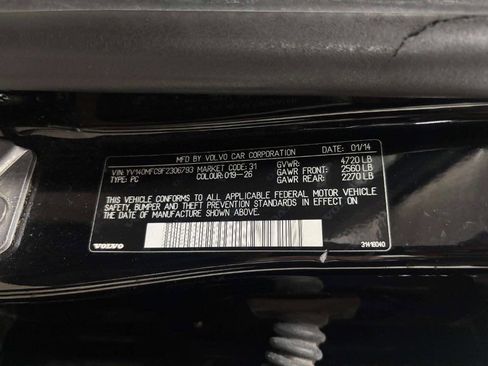 MFD BY VOLVO CAR CORPORATION DATE: 01/14
VIN: YV140MFC9F2306793 MARKET CODE: 31 GVWR: 4720 LB
COLOUR: 019-26 GAWR FRONT: 2560 LB
TYPE: PC GAWR REAR: 2270 LB
THIS VEHICLE CONFORMS TO ALL APPLICABLE FEDERAL MOTOR VEHICLE
SAFETY, BUMPER, AND THEFT PREVENTION STANDARDS IN EFFECT ON THE
DATE OF MANUFACTURE SHOWN ABOVE.
VOLVO 31416040